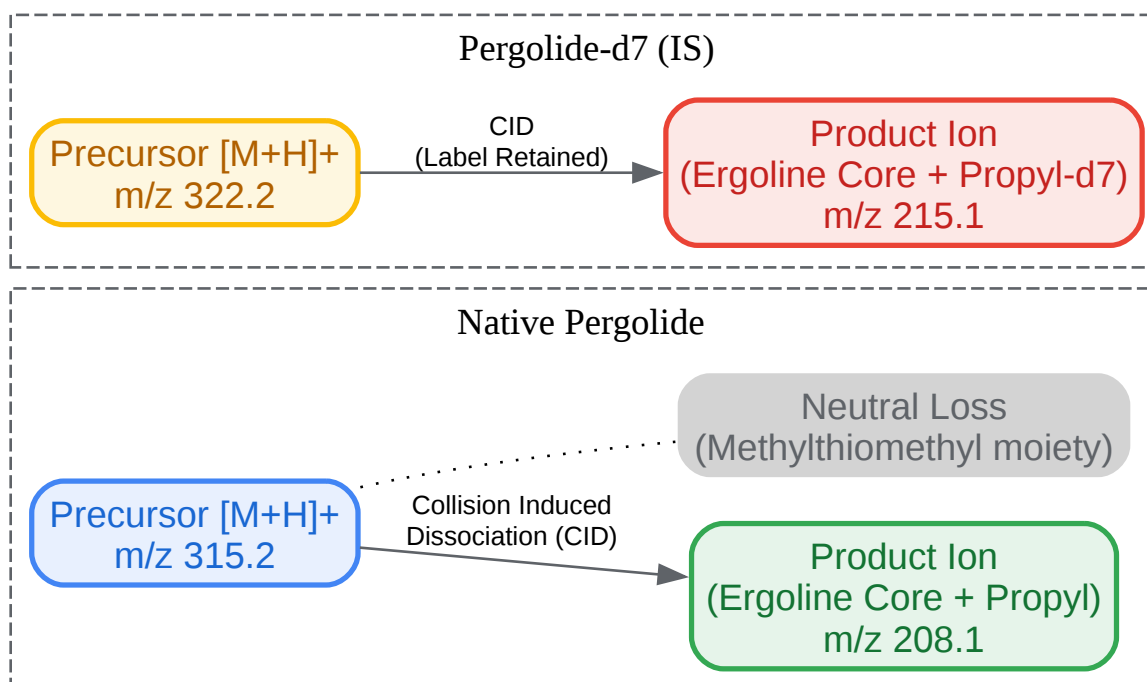 Pergolide-d7 (IS)
Precursor [M+H]+
m/z 322.2
CID
(Label Retained)
Product Ion
(Ergoline Core + Propyl-d7)
m/z 215.1
Native Pergolide
Neutral Loss
(Methylthiomethyl moiety)
Precursor [M+H]+
m/z 315.2
Collision Induced
Dissociation (CID)
Product Ion
(Ergoline Core + Propyl)
m/z 208.1